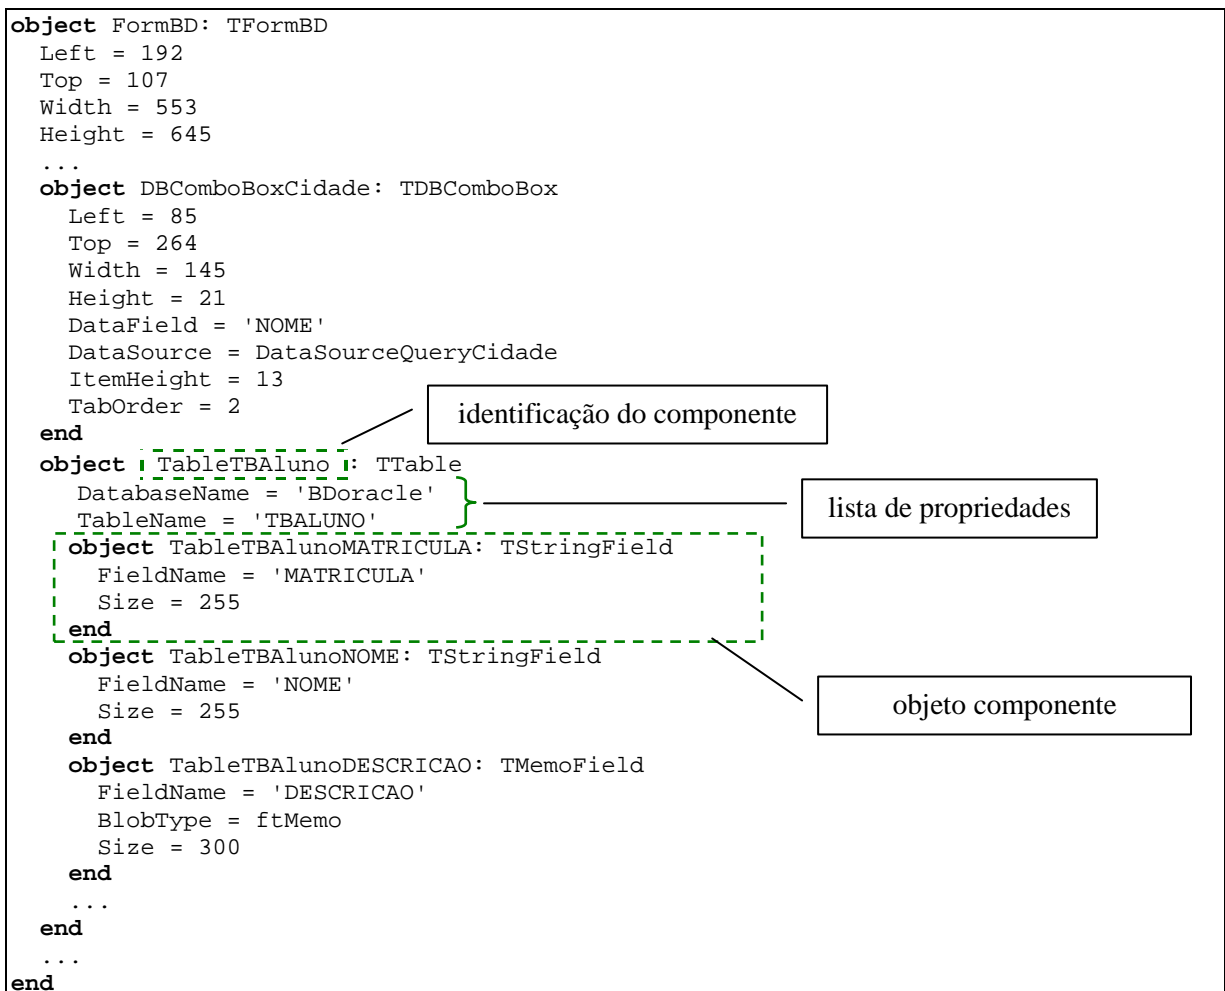 object FormBD: TFormBD
Left = 192
Top = 107
Width = 553
Height = 645
...
object DBComboBoxCidade: TDBComboBox
Left = 85
Top = 264
Width = 145
Height = 21
DataField = 'NOME'
DataSource = DataSourceQueryCidade
ItemHeight = 13
TabOrder = 2
identificação do componente
end
object TableTBAluno : TTable
DatabaseName = 'BDoracle'
lista de propriedades
TableName = 'TBALUNO'
object TableTBAlunoMATRICULA: TStringField
FieldName = 'MATRICULA'
Size = 255
end
object TableTBAlunoNOME: TStringField
FieldName = 'NOME'
objeto componente
Size = 255
end
object TableTBAlunoDESCRICAO: TMemoField
FieldName = 'DESCRICAO'
BlobType = ftMemo
Size = 300
end
...
end
...
end